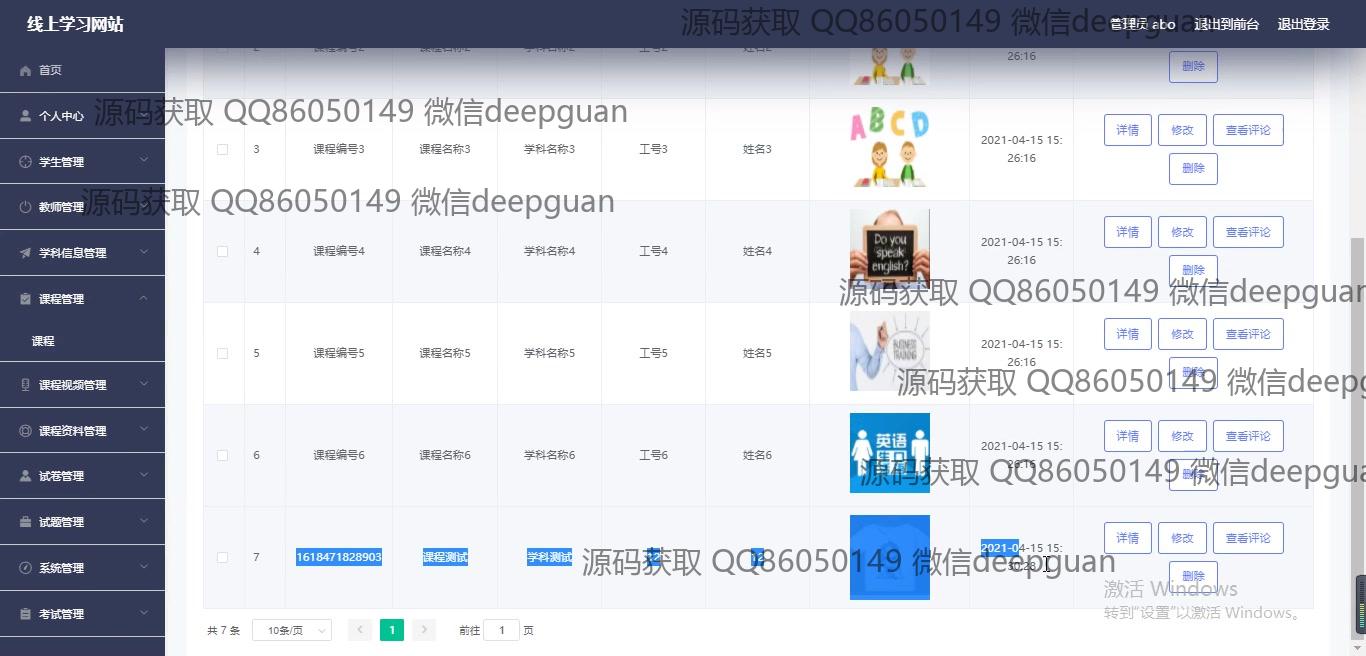 线上学习网站
源码获取 QQ86050149 微信deepguan
管理员 abo 退出到前台 退出登录
首页
个人中心
学生管理
教师管理
学科信息管理
课程管理
课程
课程视频管理
课程资料管理
试卷管理
试题管理
系统管理
考试管理
源码获取 QQ86050149 微信deepguan
源码获取 QQ86050149 微信deepguan
2 课程编号2 课程名称2 学科名称2 工号2 姓名2
26:16
删除
3 课程编号3 课程名称3 学科名称3 工号3 姓名3
ABCD
2021-04-15 15:
26:16
详情 修改 查看评论
删除
4 课程编号4 课程名称4 学科名称4 工号4 姓名4
Do you
speak
english?
2021-04-15 15:
26:16
详情 修改 查看评论
删除
源码获取 QQ86050149 微信deepguan
5 课程编号5 课程名称5 学科名称5 工号5 姓名5
BUSINESS
TRAINING
2021-04-15 15:
26:16
详情 修改 查看评论
删除
源码获取 QQ86050149 微信deepg
6 课程编号6 课程名称6 学科名称6 工号6 姓名6
英语
2021-04-15 15:
26:16
详情 修改 查看评论
删除
源码获取 QQ86050149 微信deepgua
7 1618471828903 课程测试 学科测试 12 12
2021-04-15 15:
30:28
详情 修改 查看评论
删除
源码获取 QQ86050149 微信deepguan
激活 Windows
转到“设置”以激活 Windows。
共 7 条 10条/页 1 前往 1 页